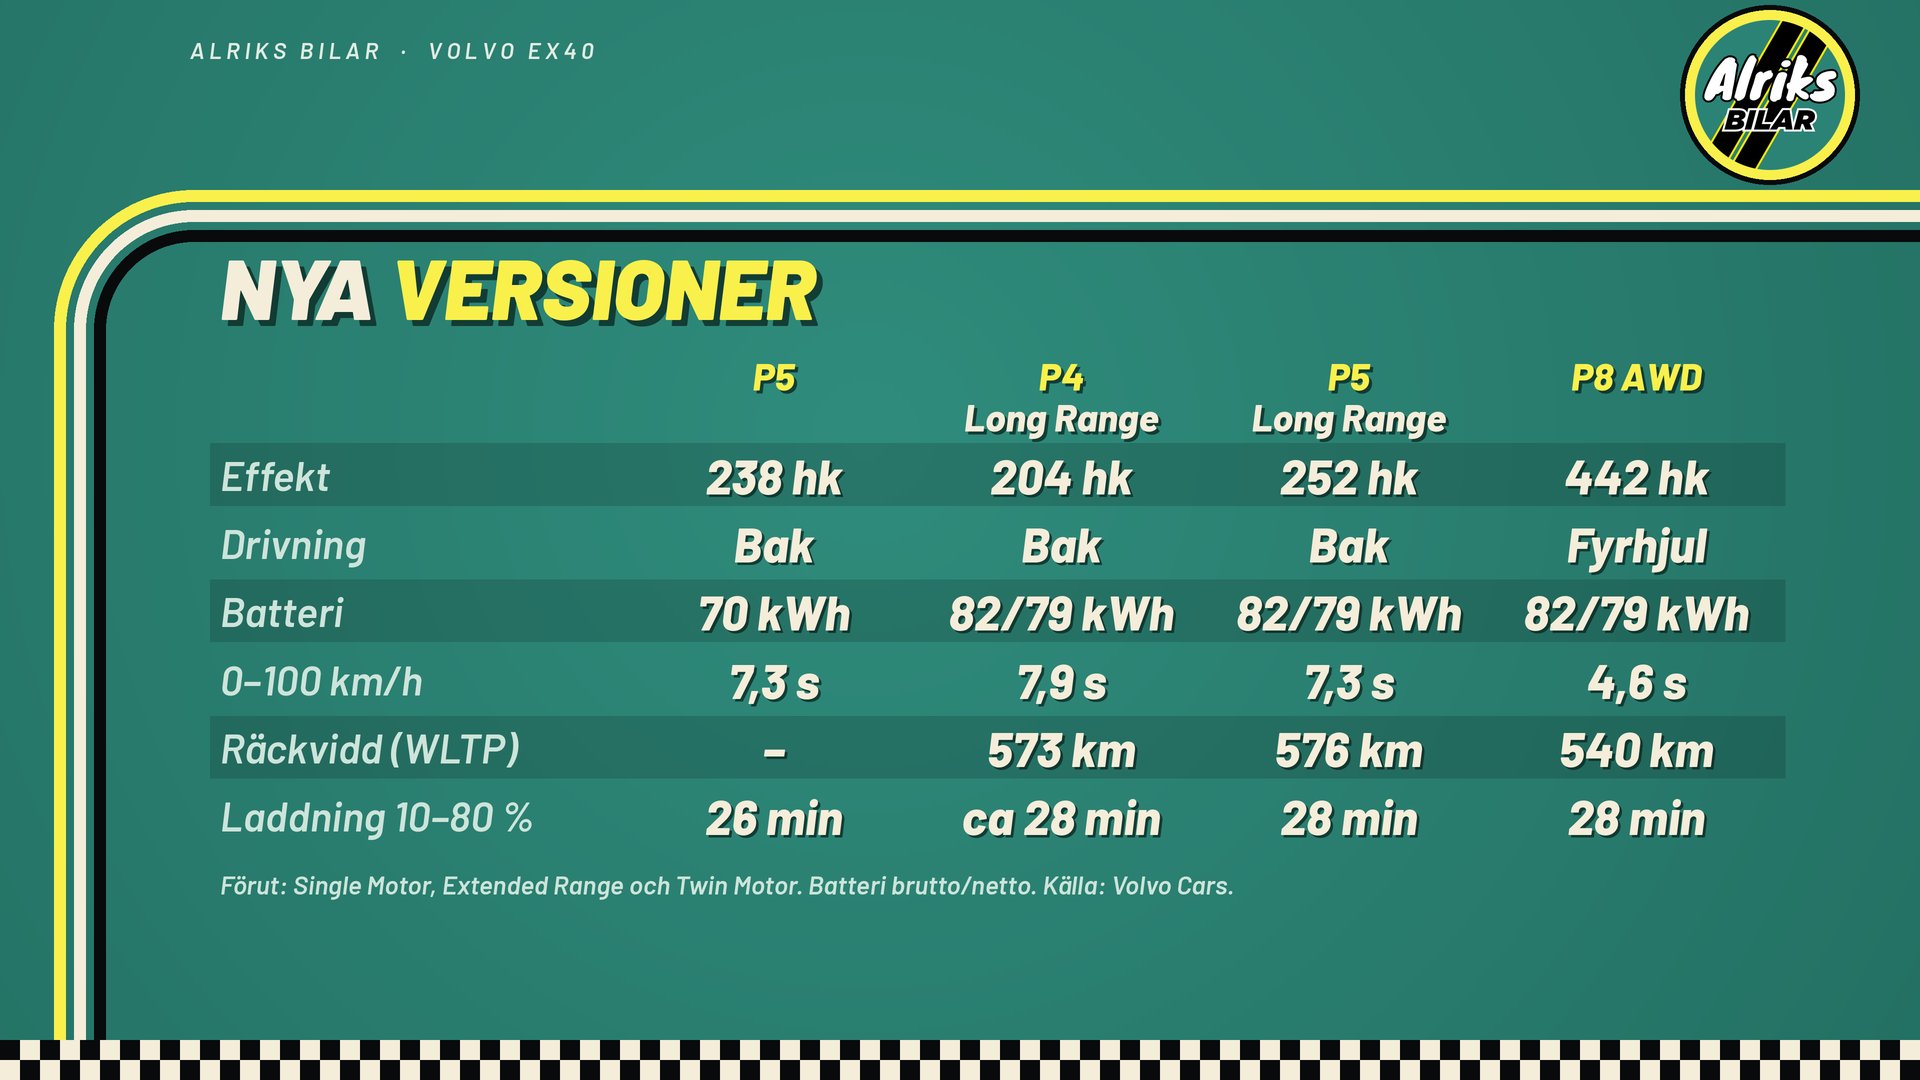 ALRIKS BILAR · VOLVO EX40
Alriks
BILAR
NYA VERSIONER
P5 P4 P5 P8 AWD
Long Range Long Range
Effekt 238 hk 204 hk 252 hk 442 hk
Drivning Bak Bak Bak Fyrhjul
Batteri 70 kWh 82/79 kWh 82/79 kWh 82/79 kWh
0–100 km/h 7,3 s 7,9 s 7,3 s 4,6 s
Räckvidd (WLTP) – 573 km 576 km 540 km
Laddning 10–80 % 26 min ca 28 min 28 min 28 min
Förut: Single Motor, Extended Range och Twin Motor. Batteri brutto/netto. Källa: Volvo Cars.